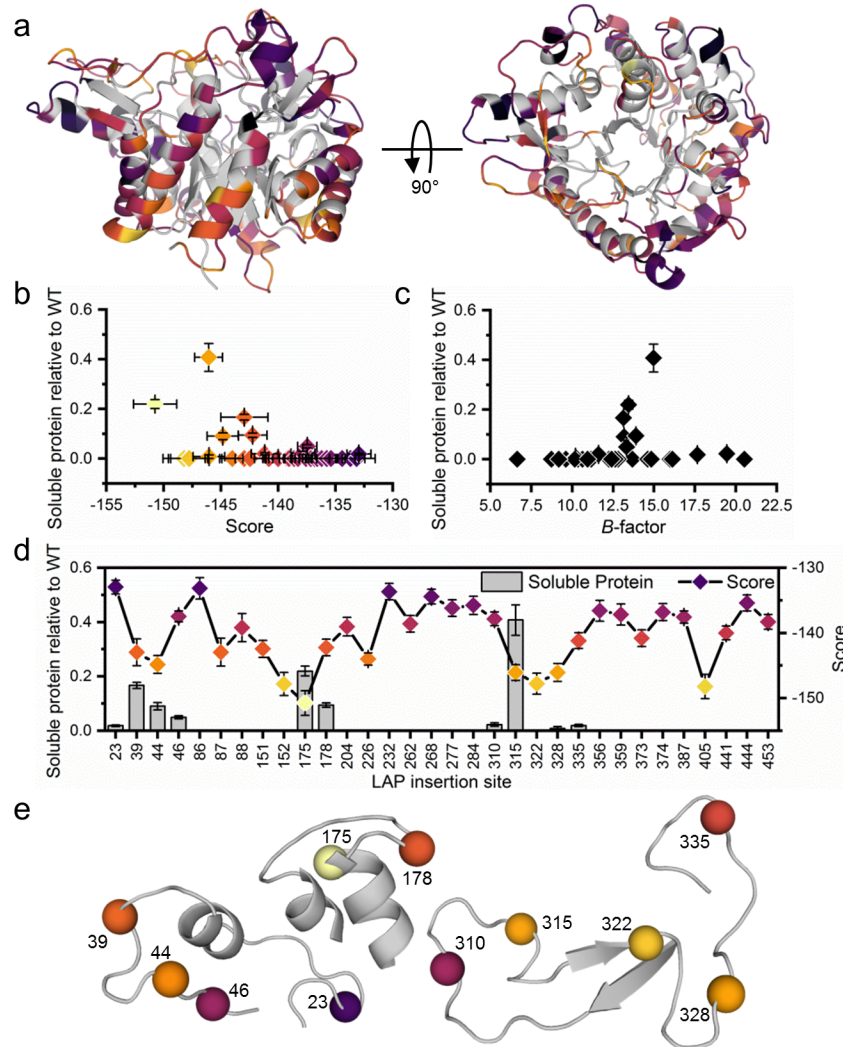 a
90°
b
Soluble protein relative to WT
0.6
0.4
0.2
0.0
-155
-150
-145
-140
-135
-130
Score
c
Soluble protein relative to WT
0.6
0.4
0.2
0.0
5.0
7.5
10.0
12.5
15.0
17.5
20.0
22.5
B-factor
d
Soluble protein relative to WT
0.6
0.4
0.2
0.0
Soluble Protein
Score
-130
-140
-150
Score
23 39 44 46 86 87 88 151 152 175 178 204 226 232 262 268 277 284 310 315 322 328 335 356 359 373 374 387 405 441 444 453
LAP insertion site
e
175
178
39
44
46
23
310
315
322
335
328